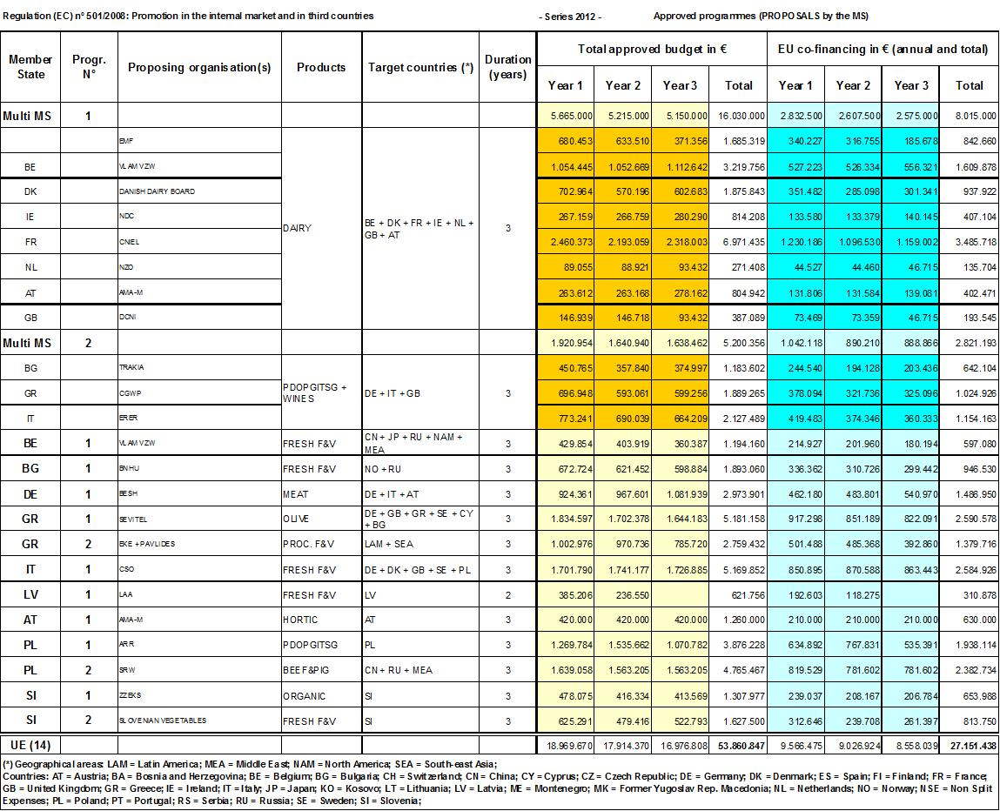 Regulation (EC) n° 501/2008: Promotion in the internal market and in third countries - Series 2012 - Approved programmes (PROPOSALS by the MS)
Member State Progr. N° Proposing organisation(s) Products Target countries (*) Duration (years) Total approved budget in € EU co-financing in € (annual and total)
Year 1 Year 2 Year 3 Total Year 1 Year 2 Year 3 Total
Multi MS 1 5.665.000 5.215.000 5.150.000 16.030.000 2.832.500 2.607.500 2.575.000 8.015.000
EMF 680.453 633.510 371.356 1.685.319 340.227 316.755 185.678 842.660
BE VLAM VZW 1.054.445 1.052.669 1.112.642 3.219.756 527.223 526.334 556.321 1.609.878
DK DANISH DAIRY BOARD 702.964 570.196 602.683 1.875.843 351.482 285.098 301.341 937.922
IE NDC 267.159 266.759 280.290 814.208 133.580 133.379 140.145 407.104
DAIRY BE + DK + FR + IE + NL + GB + AT 3
FR CNIEL 2.460.373 2.193.059 2.318.003 6.971.435 1.230.186 1.096.530 1.159.002 3.485.718
NL NZO 89.055 88.921 93.432 271.408 44.527 44.460 46.715 135.704
AT AMA-M 263.612 263.168 278.162 804.942 131.806 131.584 139.081 402.471
GB DCNI 146.939 146.718 93.432 387.089 73.469 73.359 46.715 193.545
Multi MS 2 1.920.954 1.640.940 1.638.462 5.200.356 1.042.118 890.210 888.866 2.821.193
BG TRAKIA 450.765 357.840 374.997 1.183.602 244.540 194.128 203.436 642.104
GR CGWP PDOPGITSG + WINES DE + IT + GB 3 696.948 593.061 599.256 1.889.265 378.094 321.736 325.096 1.024.926
IT ERER 773.241 690.039 664.209 2.127.489 419.483 374.346 360.333 1.154.163
BE 1 VLAM VZW FRESH F&V CN + JP + RU + NAM + MEA 3 429.854 403.919 360.387 1.194.160 214.927 201.960 180.194 597.080
BG 1 BNHU FRESH F&V NO + RU 3 672.724 621.452 598.884 1.893.060 336.362 310.726 299.442 946.530
DE 1 BESH MEAT DE + IT + AT 3 924.361 967.601 1.081.939 2.973.901 462.180 483.801 540.970 1.486.950
GR 1 SEVITEL OLIVE DE + GB + GR + SE + CY + BG 3 1.834.597 1.702.378 1.644.183 5.181.158 917.298 851.189 822.091 2.590.578
GR 2 EKE + PAVLIDES PROC. F&V LAM + SEA 3 1.002.976 970.736 785.720 2.759.432 501.488 485.368 392.860 1.379.716
IT 1 CSO FRESH F&V DE + DK + GB + SE + PL 3 1.701.790 1.741.177 1.726.885 5.169.852 850.895 870.588 863.443 2.584.926
LV 1 LAA FRESH F&V LV 2 385.206 236.550 621.756 192.603 118.275 310.878
AT 1 AMA-M HORTIC AT 3 420.000 420.000 420.000 1.260.000 210.000 210.000 210.000 630.000
PL 1 ARR PDOPGITSG PL 3 1.269.784 1.535.662 1.070.782 3.876.228 634.892 767.831 535.391 1.938.114
PL 2 SRW BEEF&PIG CN + RU + MEA 3 1.639.058 1.563.205 1.563.205 4.765.467 819.529 781.602 781.602 2.382.734
SI 1 ZZEKS ORGANIC SI 3 478.075 416.334 413.569 1.307.977 239.037 208.167 206.784 653.988
SI 2 SLOVENIAN VEGETABLES FRESH F&V SI 3 625.291 479.416 522.793 1.627.500 312.646 239.708 261.397 813.750
UE (14) 18.969.670 17.914.370 16.976.808 53.860.847 9.566.475 9.026.924 8.558.039 27.151.438
(*) Geographical areas: LAM = Latin America; MEA = Middle East; NAM = North America; SEA = South-east Asia;
Countries: AT = Austria; BA = Bosnia and Herzegovina; BE = Belgium; BG = Bulgaria; CH = Switzerland; CN = China; CY = Cyprus; CZ = Czech Republic; DE = Germany; DK = Denmark; ES = Spain; FI = Finland; FR = France;
GB = United Kingdom; GR = Greece; IE = Ireland; IT = Italy; JP = Japan; KO = Kosovo; LT = Lithuania; LV = Latvia; ME = Montenegro; MK = Former Yugoslav Rep. Macedonia; NL = Netherlands; NO = Norway; NSE = Non Split
Expenses; PL = Poland; PT = Portugal; RS = Serbia; RU = Russia; SE = Sweden; SI = Slovenia;